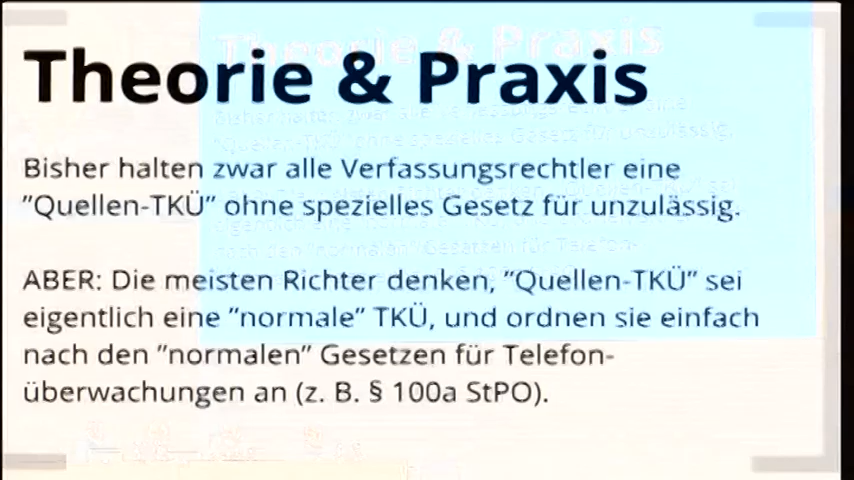 Theorie & Praxis
Bisher halten zwar alle Verfassungsrechtler eine
"Quellen-TKÜ" ohne spezielles Gesetz für unzulässig.
ABER: Die meisten Richter denken, "Quellen-TKÜ" sei
eigentlich eine "normale" TKÜ, und ordnen sie einfach
nach den "normalen" Gesetzen für Telefon-
überwachungen an (z. B. § 100a StPO).